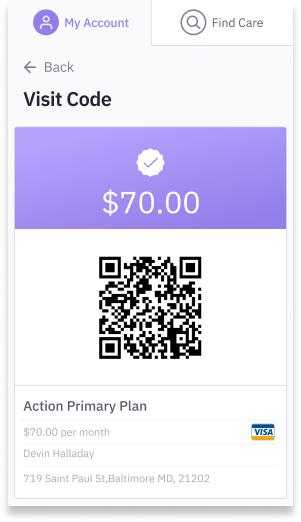 My Account
Find Care
Back
Visit Code
$70.00
Action Primary Plan
$70.00 per month
VISA
Devin Halladay
719 Saint Paul St,Baltimore MD, 21202